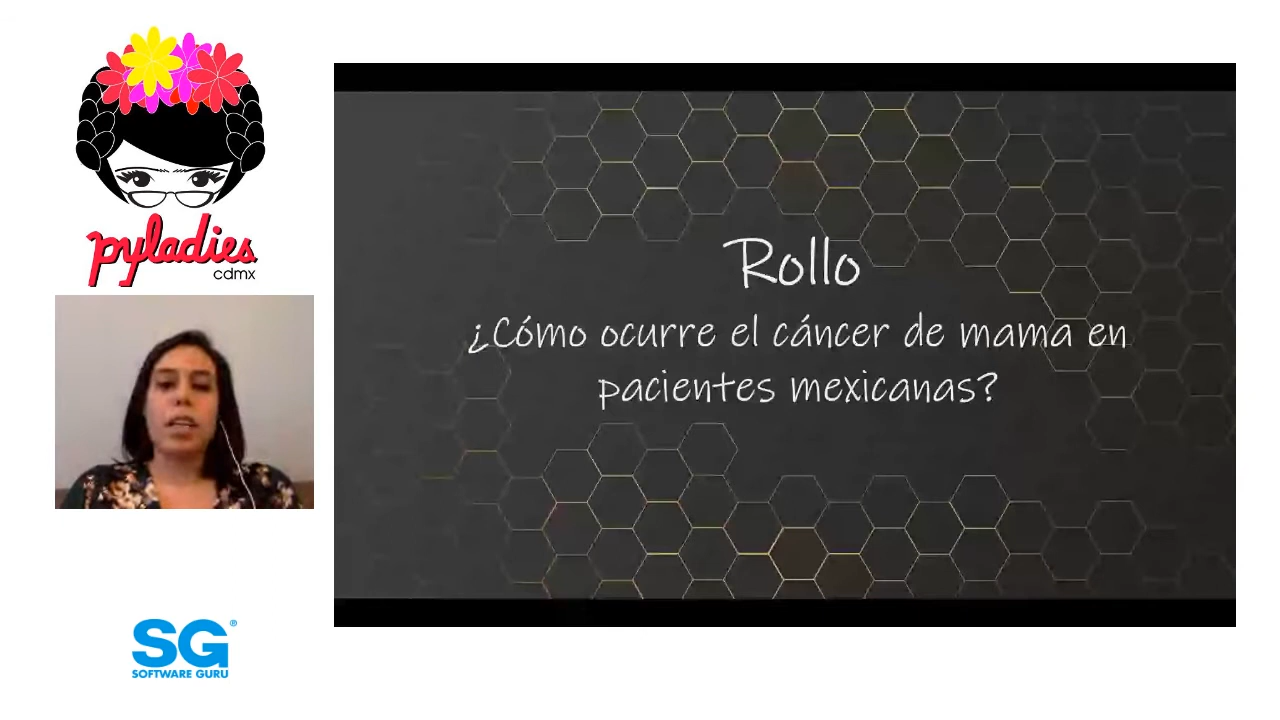 pyladies
cdmx
SG®
SOFTWARE GURU
Rollo
¿Cómo ocurre el cáncer de mama en
pacientes mexicanas?